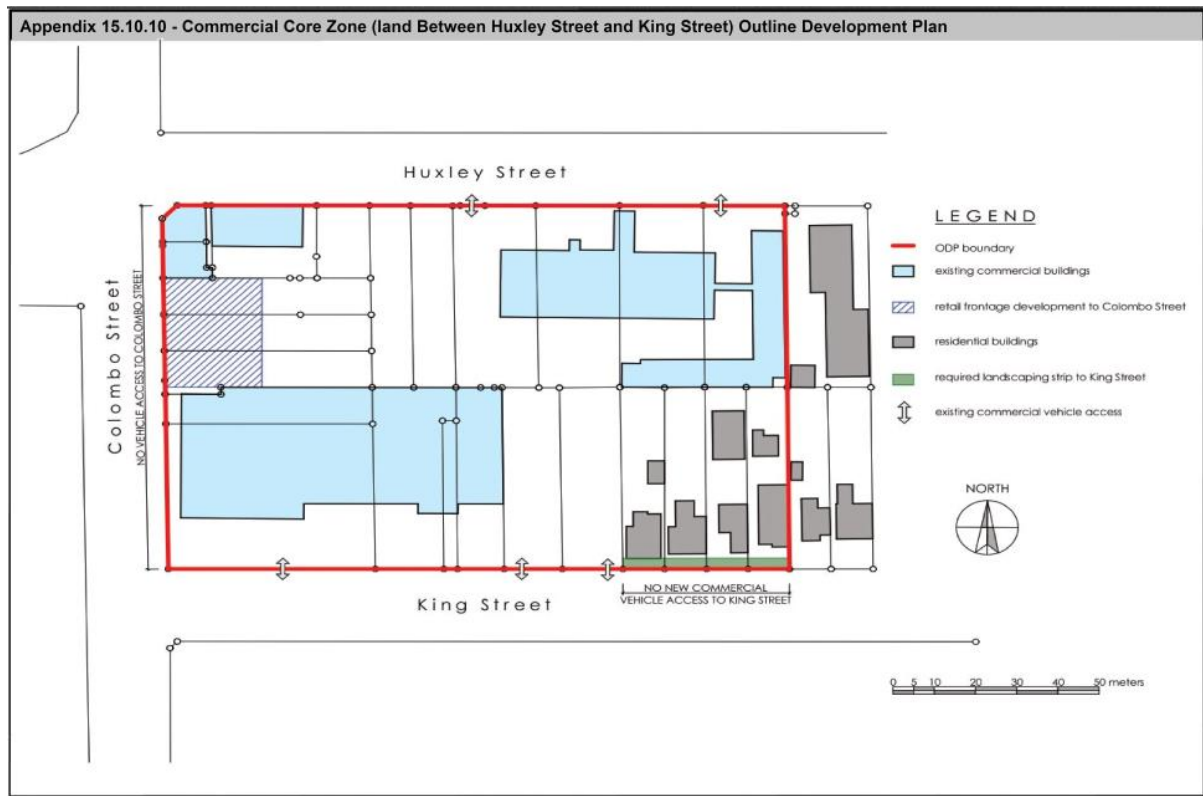 Appendix 15.10.10 - Commercial Core Zone (land Between Huxley Street and King Street) Outline Development Plan
Huxley Street
Colombo Street
NO VEHICLE ACCESS TO COLOMBO STREET
LEGEND
ODP boundary
existing commercial buildings
retail frontage development to Colombo Street
residential buildings
required landscaping strip to King Street
existing commercial vehicle access
NORTH
NO NEW COMMERCIAL
VEHICLE ACCESS TO KING STREET
King Street
0 5 10 20 30 40 50 meters